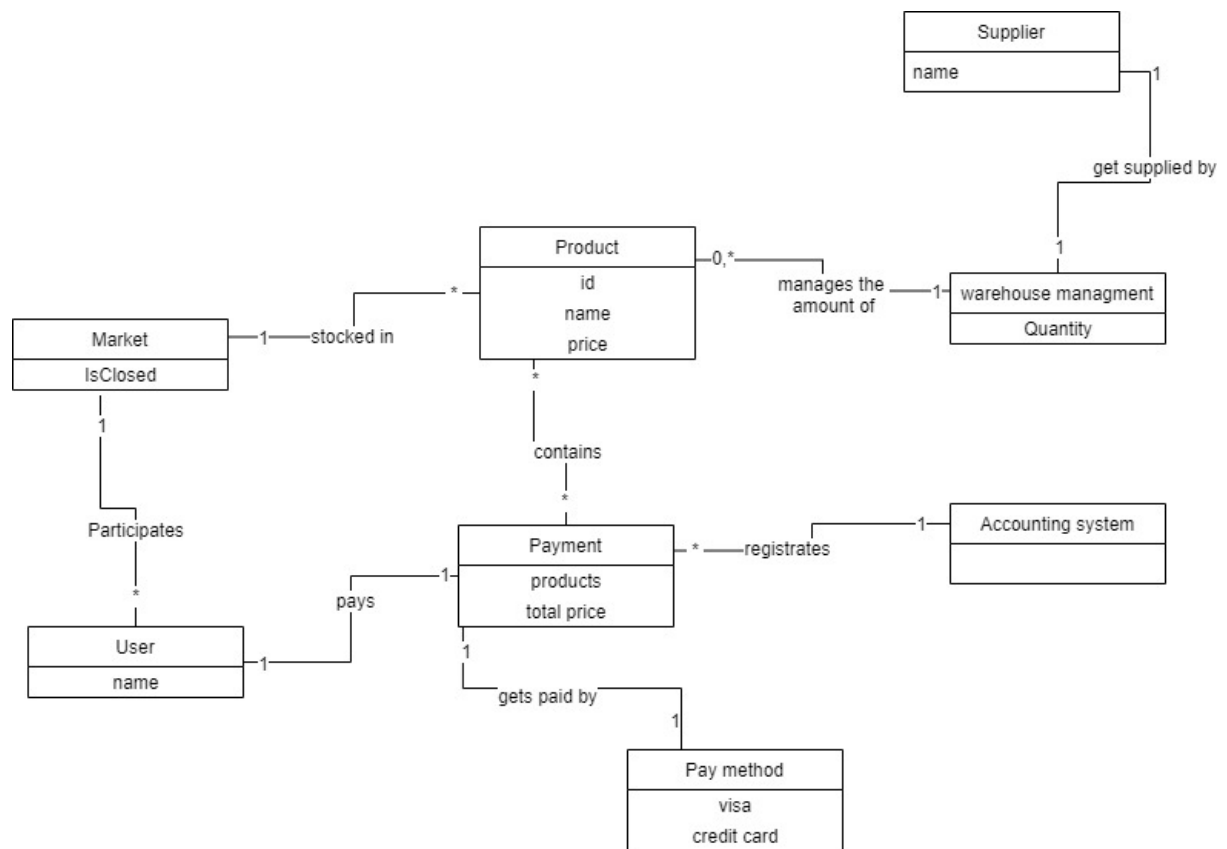 Supplier
name
1
get supplied by
1
Product
id
name
price
0,*
manages the
amount of
1
warehouse managment
Quantity
*
stocked in
1
Market
IsClosed
1
Participates
*
User
name
*
contains
*
Payment
products
total price
*
registrates
1
Accounting system
1
pays
1
1
gets paid by
1
Pay method
visa
credit card